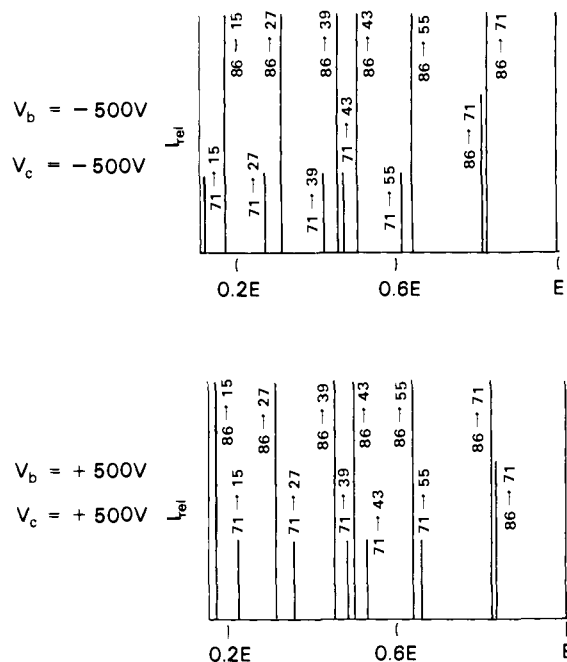 V_b = − 500V
V_c = − 500V
I_rel
71 → 15
86 − 15
71 → 27
86 → 27
71 → 39
86 → 39
71 → 43
86 → 43
71 → 55
86 → 55
86 → 71
86 → 71
0.2E
0.6E
E
V_b = + 500V
V_c = + 500V
I_rel
86 → 15
71 → 15
86 → 27
71 → 27
86 → 39
71 → 39
86 → 43
71 → 43
86 → 55
71 → 55
86 → 71
86 → 71
0.2E
0.6E
E